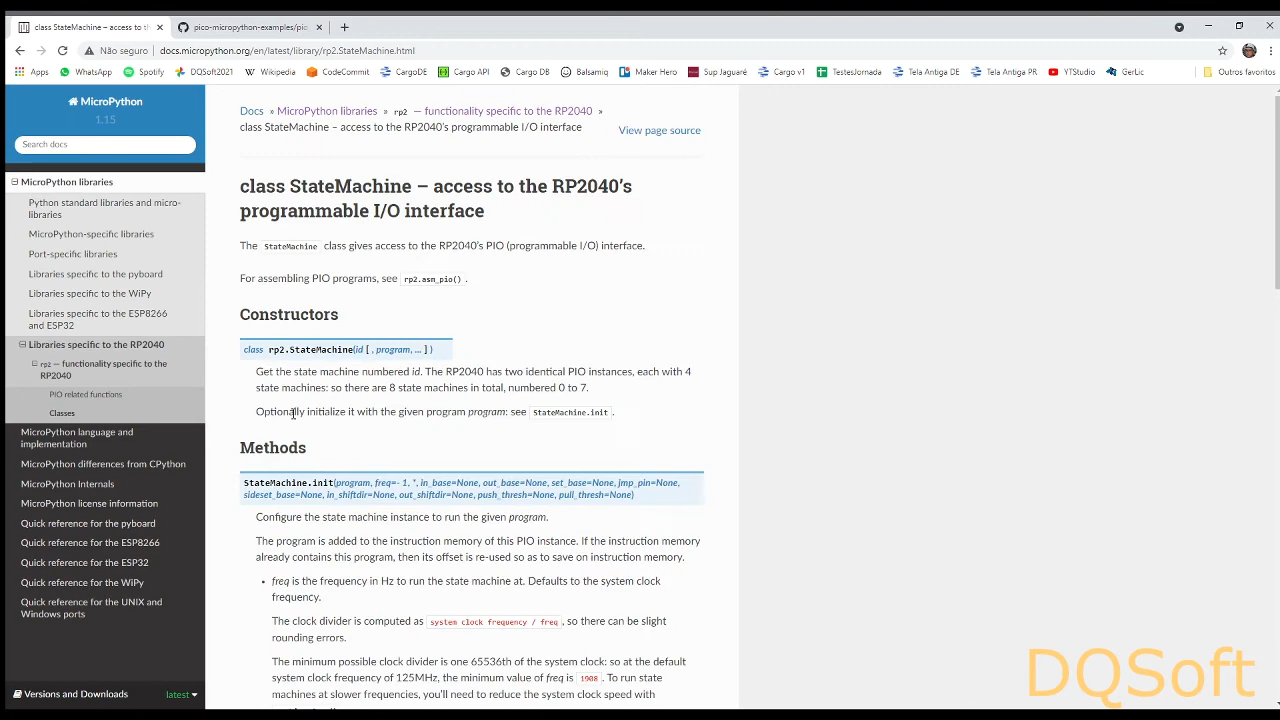 class StateMachine – access to th
pico-micropython-examples/pio
Não seguro
docs.micropython.org/en/latest/library/rp2.StateMachine.html
Apps WhatsApp Spotify DQSoft2021 Wikipedia CodeCommit CargoDE Cargo API Cargo DB Balsamiq Maker Hero Sup Jaguaré Cargo v1 TestesJornada Tela Antiga DE Tela Antiga PR YTStudio GerLic Outros favoritos
MicroPython
1.15
Search docs
MicroPython libraries
Python standard libraries and micro-
libraries
MicroPython-specific libraries
Port-specific libraries
Libraries specific to the pyboard
Libraries specific to the WiPy
Libraries specific to the ESP8266
and ESP32
Libraries specific to the RP2040
rp2 — functionality specific to the
RP2040
PIO related functions
Classes
MicroPython language and
implementation
MicroPython differences from CPython
MicroPython Internals
MicroPython license information
Quick reference for the pyboard
Quick reference for the ESP8266
Quick reference for the ESP32
Quick reference for the WiPy
Quick reference for the UNIX and
Windows ports
Versions and Downloads
latest
Docs » MicroPython libraries » rp2 — functionality specific to the RP2040 »
class StateMachine – access to the RP2040's programmable I/O interface
View page source
class StateMachine – access to the RP2040's
programmable I/O interface
The StateMachine class gives access to the RP2040's PIO (programmable I/O) interface.
For assembling PIO programs, see rp2.asm_pio() .
Constructors
class rp2.StateMachine(id [ , program, ... ] )
Get the state machine numbered id. The RP2040 has two identical PIO instances, each with 4
state machines: so there are 8 state machines in total, numbered 0 to 7.
Optionally initialize it with the given program program: see StateMachine.init .
Methods
StateMachine.init(program, freq=- 1, *, in_base=None, out_base=None, set_base=None, jmp_pin=None,
sideset_base=None, in_shiftdir=None, out_shiftdir=None, push_thresh=None, pull_thresh=None)
Configure the state machine instance to run the given program.
The program is added to the instruction memory of this PIO instance. If the instruction memory
already contains this program, then its offset is re-used so as to save on instruction memory.
• freq is the frequency in Hz to run the state machine at. Defaults to the system clock
frequency.
The clock divider is computed as system clock frequency / freq , so there can be slight
rounding errors.
The minimum possible clock divider is one 65536th of the system clock: so at the default
system clock frequency of 125MHz, the minimum value of freq is 1908 . To run state
machines at slower frequencies, you'll need to reduce the system clock speed with
DQSoft